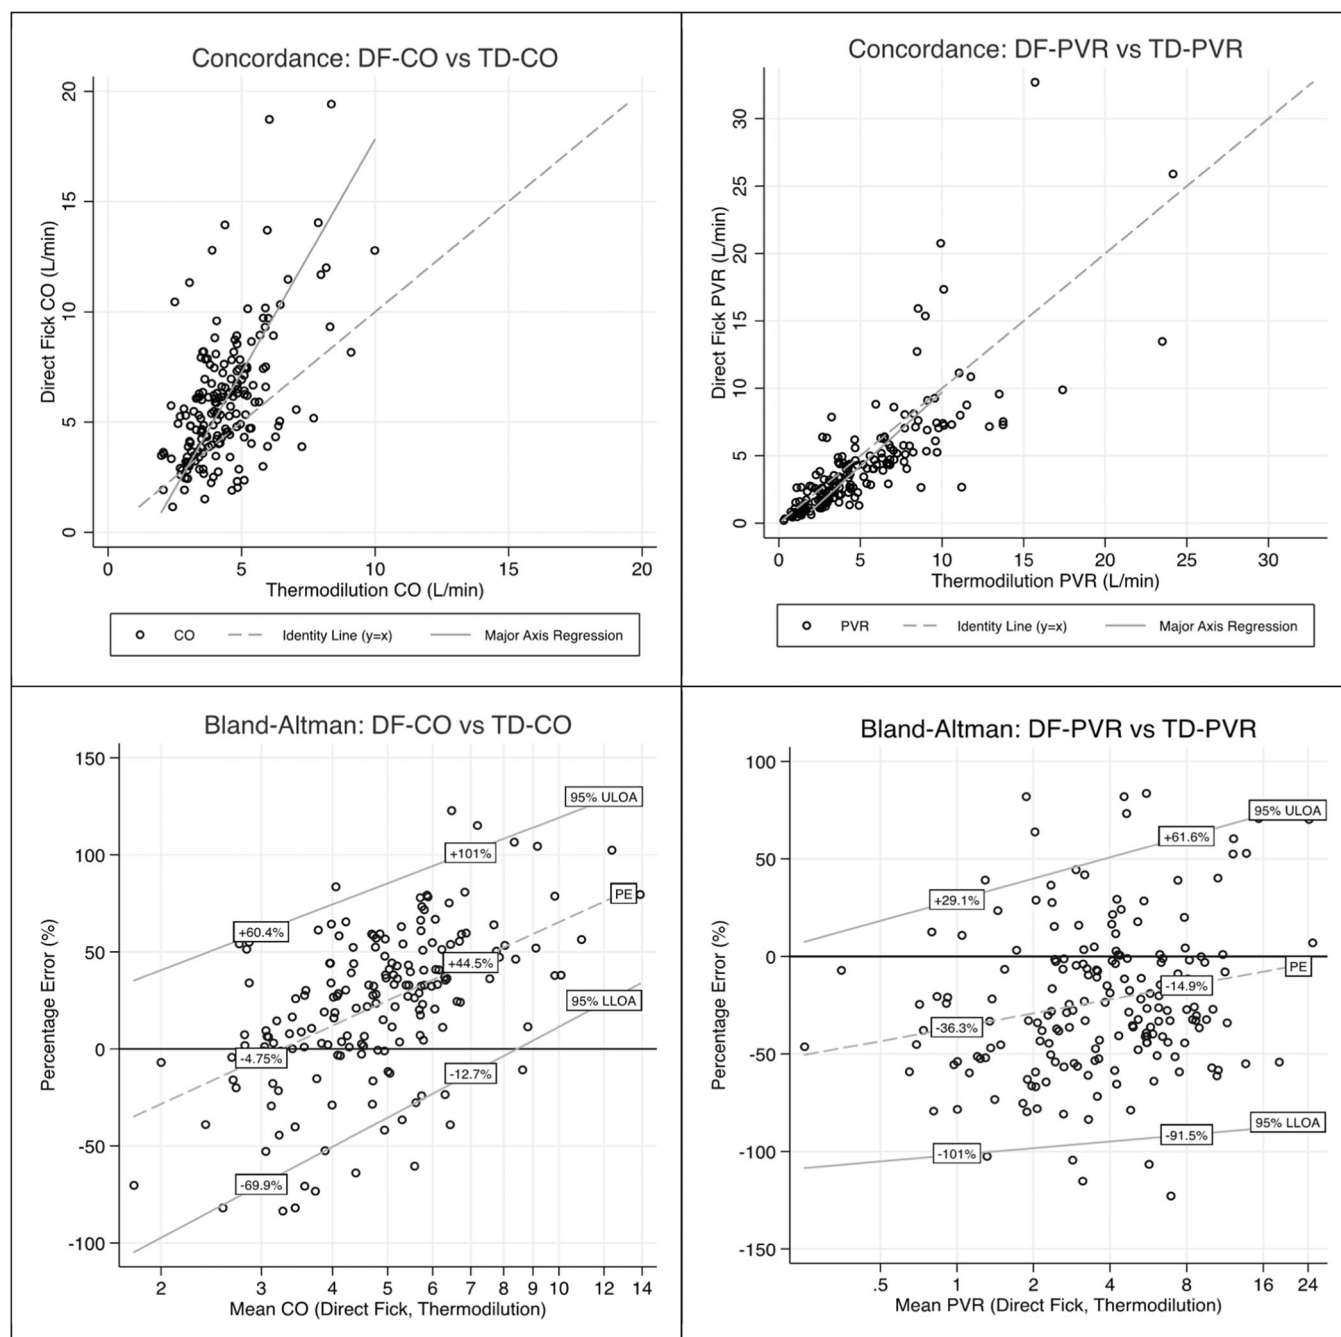 Concordance: DF-CO vs TD-CO
20
15
10
5
0
Direct Fick CO (L/min)
0 5 10 15 20
Thermodilution CO (L/min)
CO Identity Line (y=x) Major Axis Regression
Concordance: DF-PVR vs TD-PVR
30
25
20
15
10
5
0
Direct Fick PVR (L/min)
0 5 10 15 20 25 30
Thermodilution PVR (L/min)
PVR Identity Line (y=x) Major Axis Regression
Bland-Altman: DF-CO vs TD-CO
150
100
50
0
-50
-100
Percentage Error (%)
95% ULOA
+101%
PE
+60.4%
+44.5%
95% LLOA
-4.75%
-12.7%
-69.9%
2 3 4 5 6 7 8 9 10 12 14
Mean CO (Direct Fick, Thermodilution)
Bland-Altman: DF-PVR vs TD-PVR
100
50
0
-50
-100
-150
Percentage Error (%)
95% ULOA
+61.6%
+29.1%
PE
-14.9%
-36.3%
95% LLOA
-91.5%
-101%
.5 1 2 4 8 16 24
Mean PVR (Direct Fick, Thermodilution)